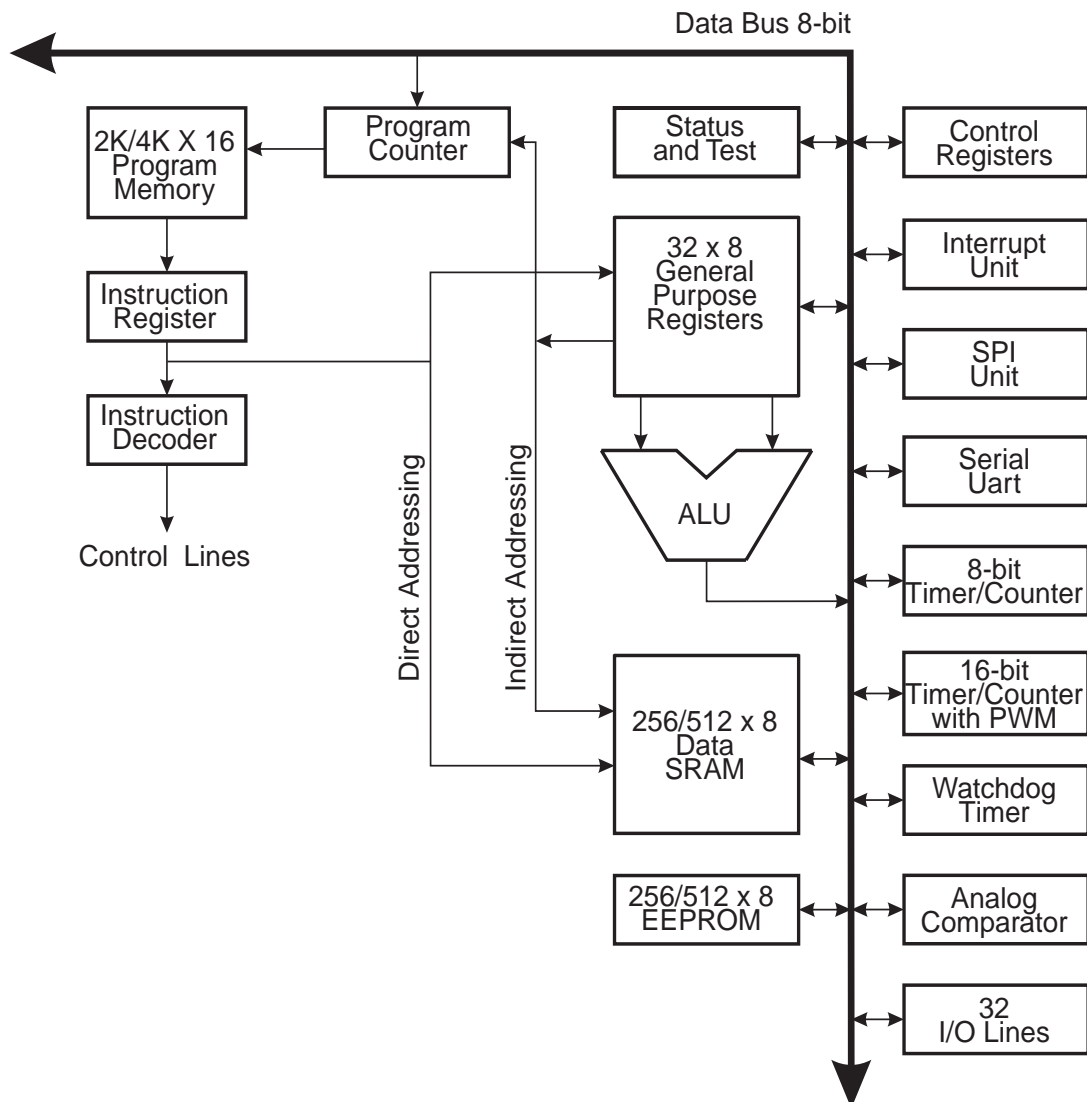 Data Bus 8-bit
2K/4K X 16
Program
Memory
Program
Counter
Status
and Test
Control
Registers
32 x 8
General
Purpose
Registers
Interrupt
Unit
Instruction
Register
SPI
Unit
Instruction
Decoder
Serial
Uart
Direct Addressing
Indirect Addressing
ALU
Control Lines
8-bit
Timer/Counter
16-bit
Timer/Counter
with PWM
256/512 x 8
Data
SRAM
Watchdog
Timer
256/512 x 8
EEPROM
Analog
Comparator
32
I/O Lines